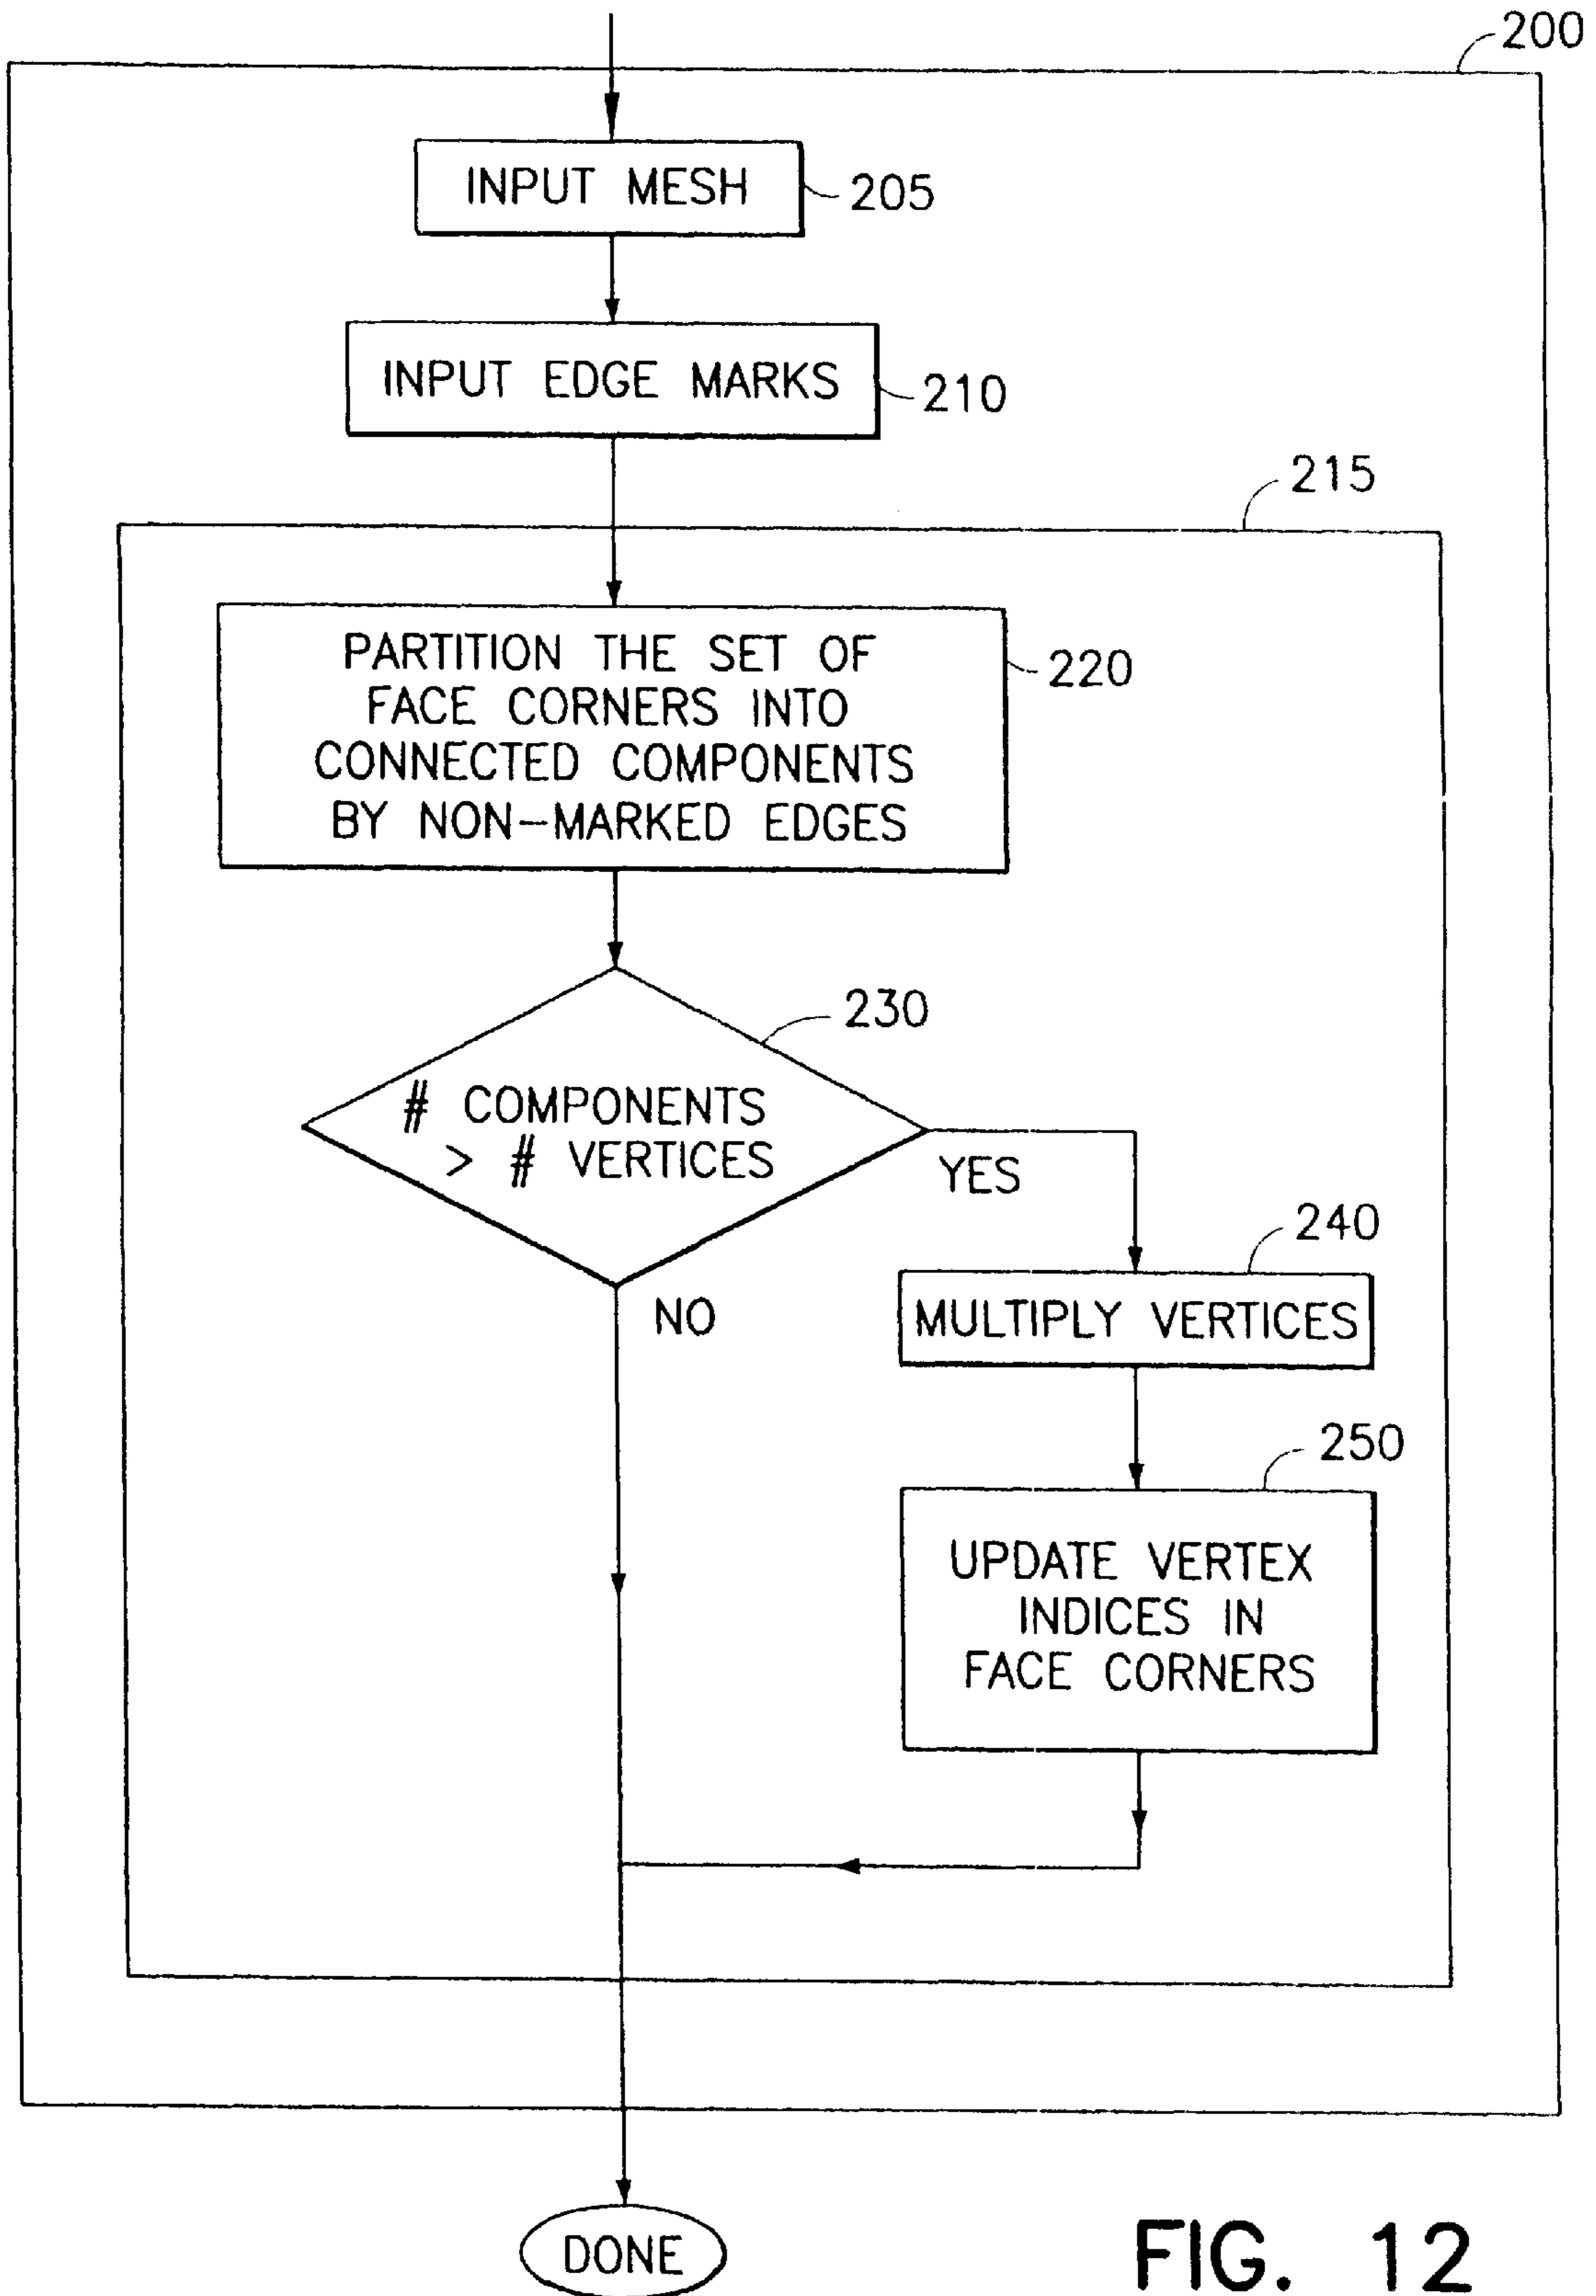 200
INPUT MESH
205
INPUT EDGE MARKS
210
215
PARTITION THE SET OF
FACE CORNERS INTO
CONNECTED COMPONENTS
BY NON-MARKED EDGES
220
230
# COMPONENTS
> # VERTICES
YES
NO
240
MULTIPLY VERTICES
250
UPDATE VERTEX
INDICES IN
FACE CORNERS
DONE
FIG. 12